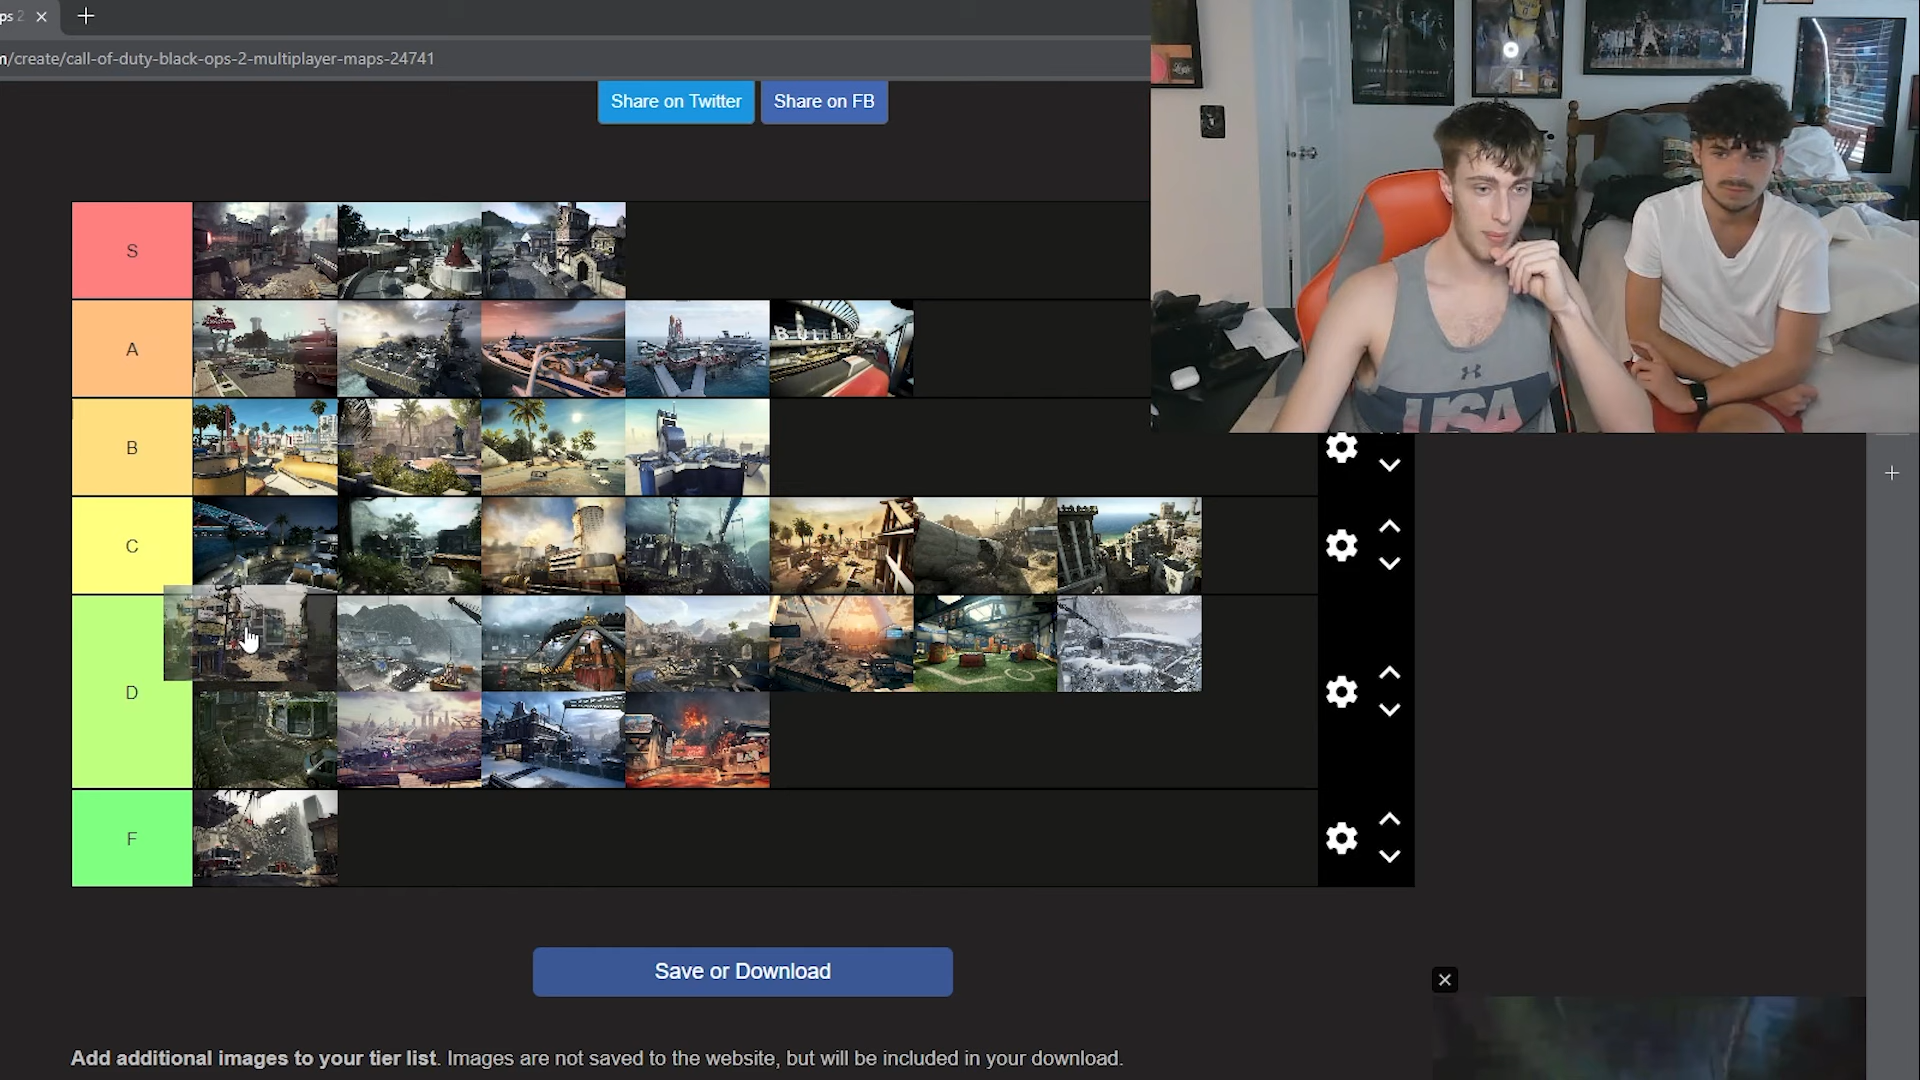 ps 2
m/create/call-of-duty-black-ops-2-multiplayer-maps-24741
Share on Twitter
Share on FB
S
A
B
C
D
F
USA
Save or Download
Add additional images to your tier list. Images are not saved to the website, but will be included in your download.